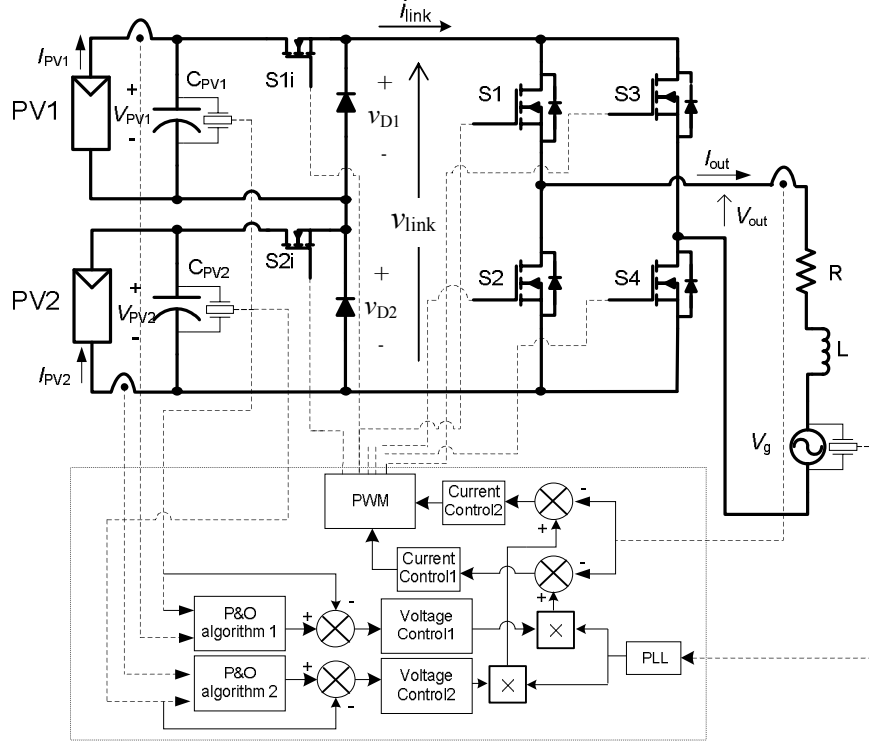 i_link
I_PV1
S1i
C_PV1
+
V_PV1
-
PV1
+
v_D1
-
S1
S3
v_link
I_out
V_out
S2i
C_PV2
+
V_PV2
-
PV2
I_PV2
+
v_D2
-
S2
S4
R
L
V_g
PWM
Current
Control2
-
+
Current
Control1
-
+
P&O
algorithm 1
+
-
Voltage
Control1
×
P&O
algorithm 2
+
-
Voltage
Control2
×
PLL